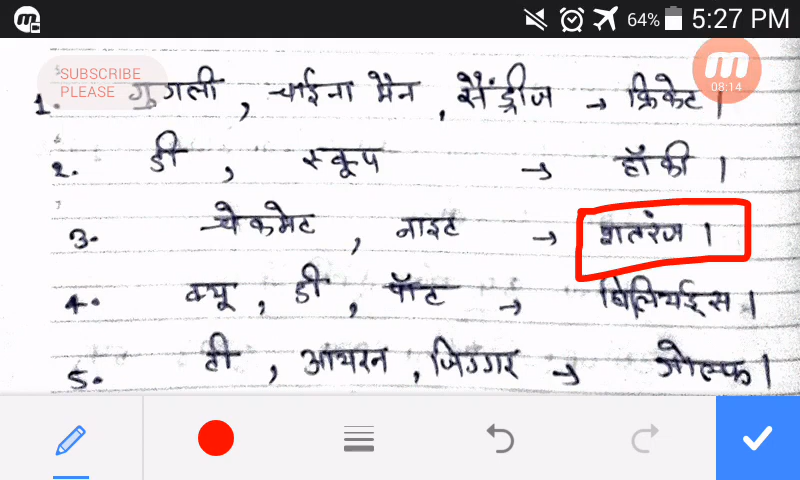 64% 5:27 PM
SUBSCRIBE
PLEASE
08:14
1. गुगली, चाईना मैन, सैंड्रीज → क्रिकेट।
2. डी, स्कूप → हॉकी।
3. चेकमेट, नाइट → शतरंज।
4. क्यू, डी, पॉट → बिलियर्ड्स।
5. टी, आयरन, जिग्गर → गोल्फ।